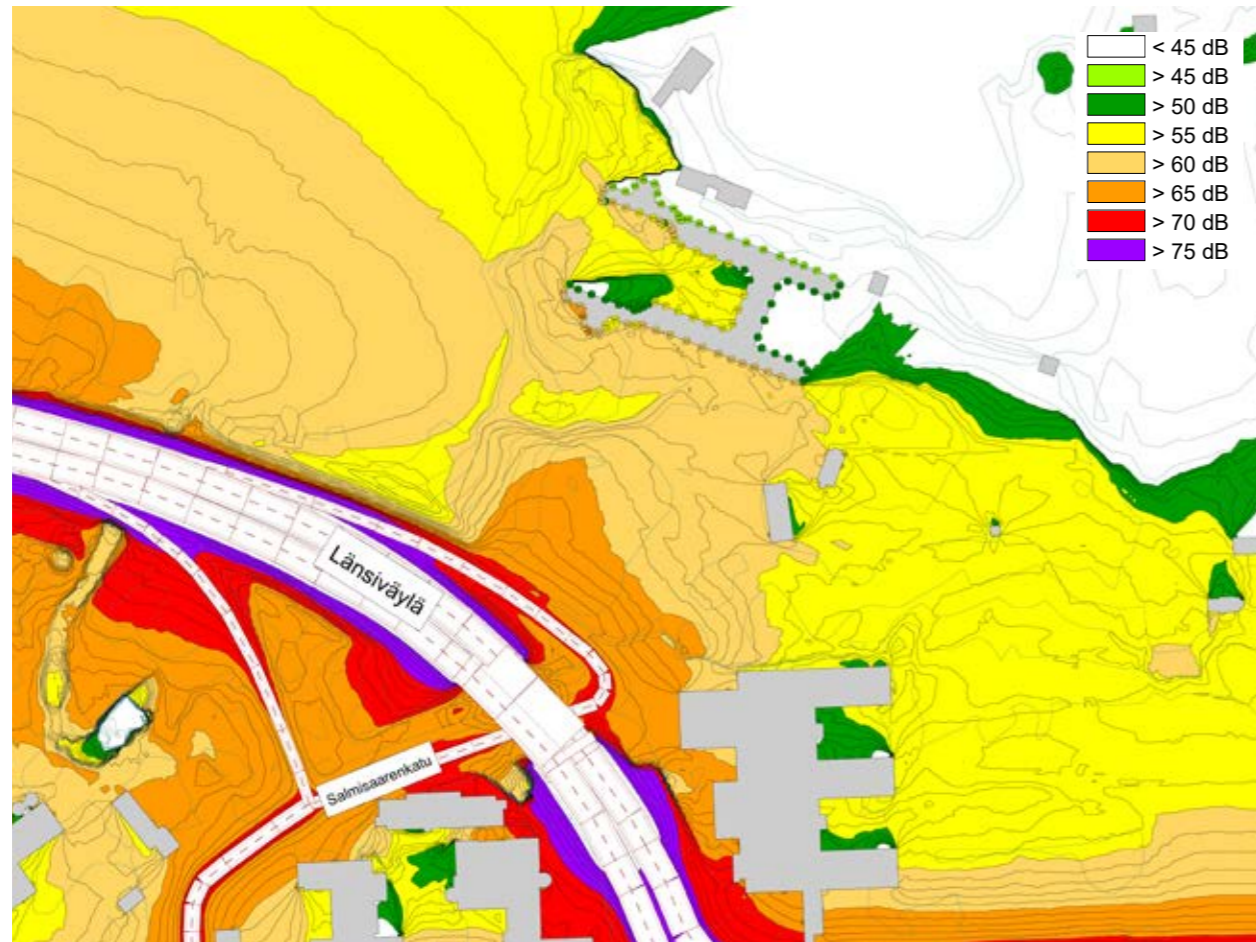 < 45 dB
> 45 dB
> 50 dB
> 55 dB
> 60 dB
> 65 dB
> 70 dB
> 75 dB
Länsiväylä
Salmisaarenkatu